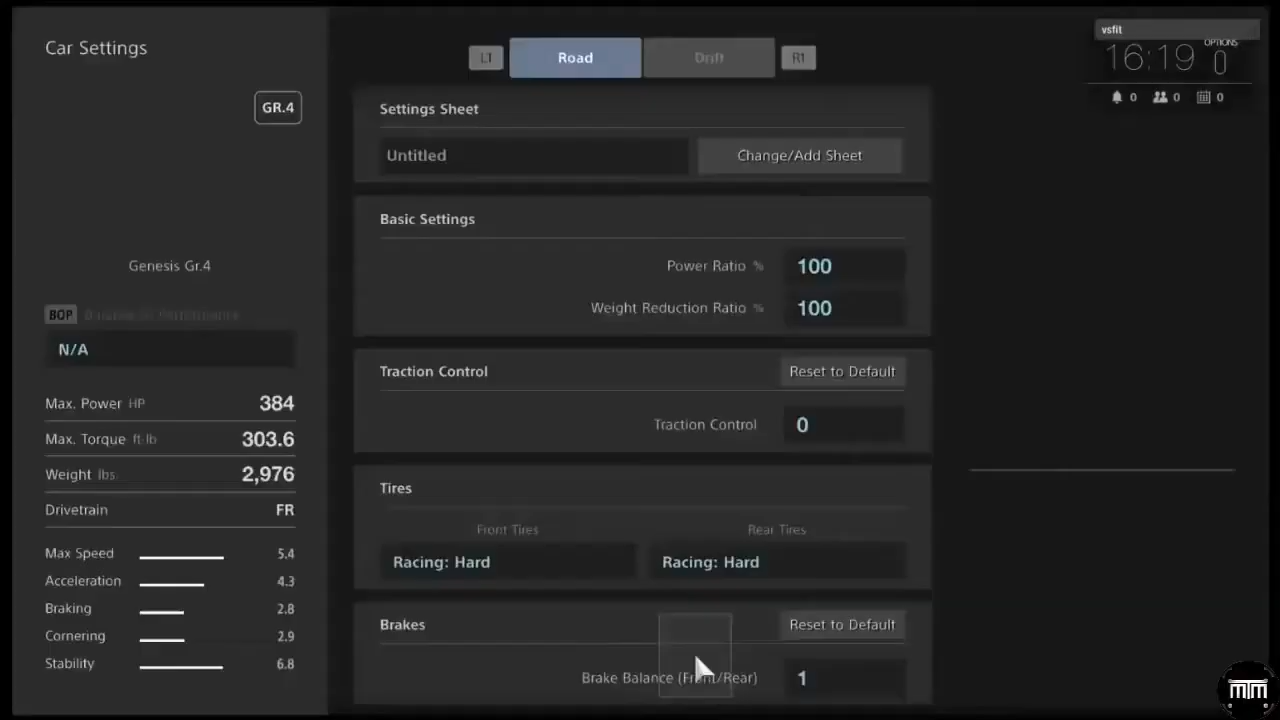 Car Settings
L1
Road
Drift
R1
vsfit
16:19
OPTIONS
0
0
0
0
GR.4
Genesis Gr.4
BOP Balance of Performance
N/A
Max. Power HP 384
Max. Torque ft-lb 303.6
Weight lbs. 2,976
Drivetrain FR
Max Speed 5.4
Acceleration 4.3
Braking 2.8
Cornering 2.9
Stability 6.8
Settings Sheet
Untitled
Change/Add Sheet
Basic Settings
Power Ratio % 100
Weight Reduction Ratio % 100
Traction Control
Reset to Default
Traction Control 0
Tires
Front Tires
Rear Tires
Racing: Hard
Racing: Hard
Brakes
Reset to Default
Brake Balance (Front/Rear) 1
MTM